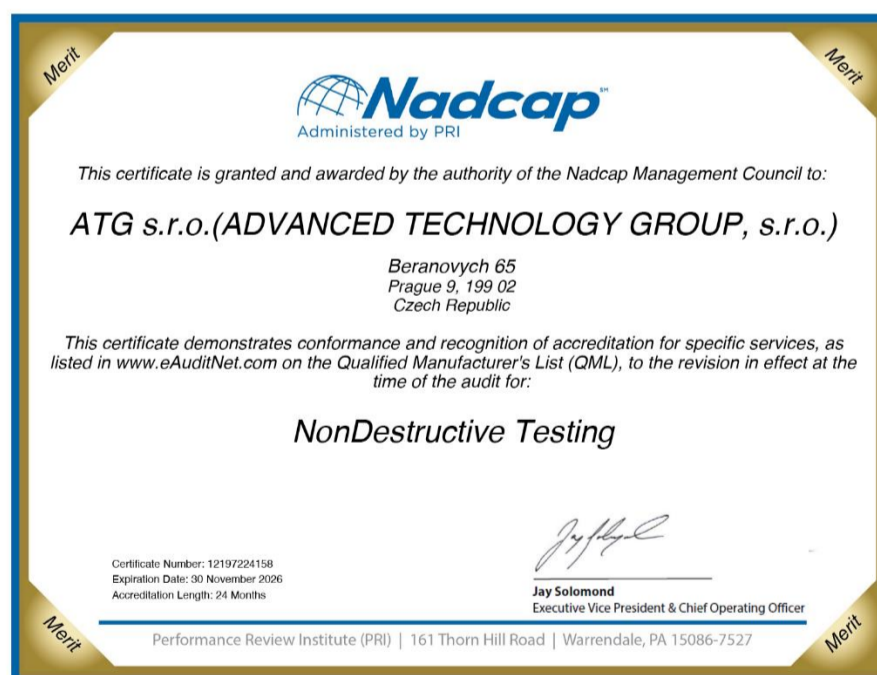 Merit
Merit
Nadcap℠
Administered by PRI
This certificate is granted and awarded by the authority of the Nadcap Management Council to:
ATG s.r.o.(ADVANCED TECHNOLOGY GROUP, s.r.o.)
Beranovych 65
Prague 9, 199 02
Czech Republic
This certificate demonstrates conformance and recognition of accreditation for specific services, as
listed in www.eAuditNet.com on the Qualified Manufacturer's List (QML), to the revision in effect at the
time of the audit for:
NonDestructive Testing
Certificate Number: 12197224158
Expiration Date: 30 November 2026
Accreditation Length: 24 Months
Jay Solomond
Executive Vice President & Chief Operating Officer
Merit
Merit
Performance Review Institute (PRI) | 161 Thorn Hill Road | Warrendale, PA 15086-7527